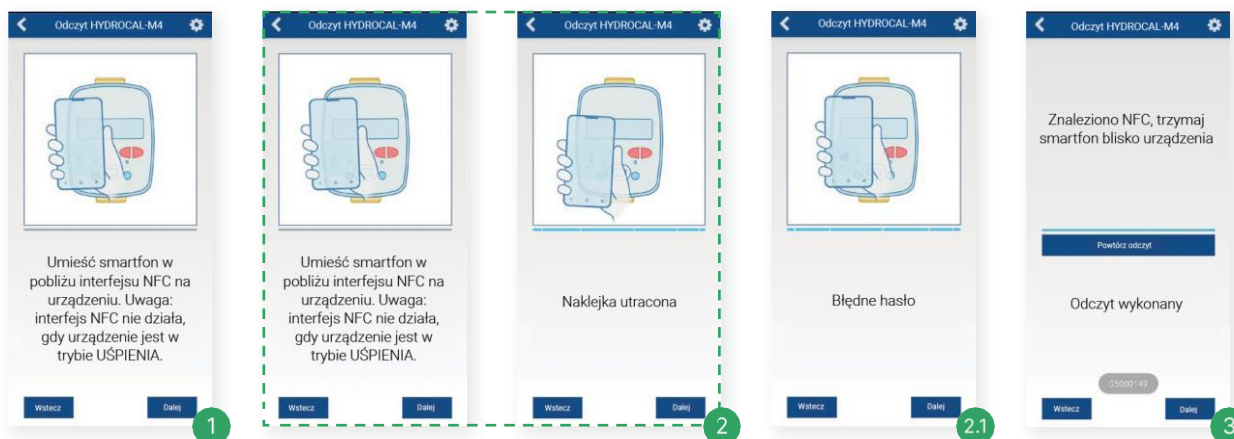 Odczyt HYDROCAL-M4
Umieść smartfon w
pobliżu interfejsu NFC na
urządzeniu. Uwaga:
interfejs NFC nie działa,
gdy urządzenie jest w
trybie UŚPIENIA.
Wstecz
Dalej
1
Odczyt HYDROCAL-M4
Umieść smartfon w
pobliżu interfejsu NFC na
urządzeniu. Uwaga:
interfejs NFC nie działa,
gdy urządzenie jest w
trybie UŚPIENIA.
Wstecz
Dalej
Odczyt HYDROCAL-M4
Naklejka utracona
Dalej
2
Odczyt HYDROCAL-M4
Błędne hasło
Wstecz
Dalej
2.1
Odczyt HYDROCAL-M4
Znaleziono NFC, trzymaj
smartfon blisko urządzenia
Powtórz odczyt
Odczyt wykonany
05000149
Wstecz
Dalej
3